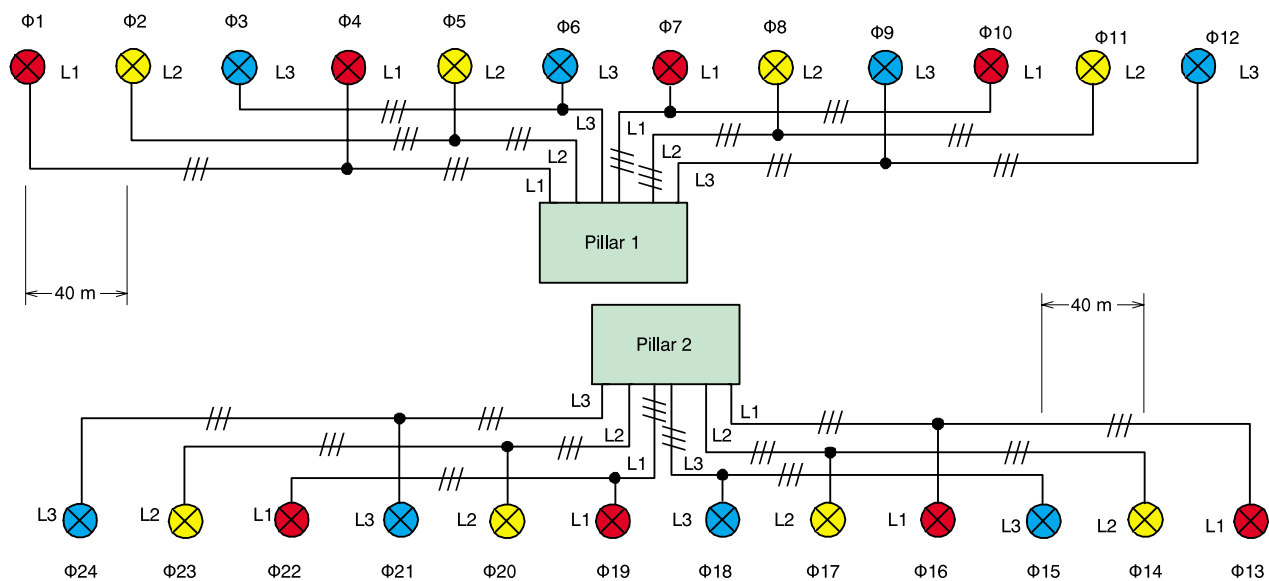 Φ1 Φ2 Φ3 Φ4 Φ5 Φ6 Φ7 Φ8 Φ9 Φ10 Φ11 Φ12
L1 L2 L3 L1 L2 L3 L1 L2 L3 L1 L2 L3
L3 L1
L2 L2
L1 L3
Pillar 1
40 m
40 m
Pillar 2
L3 L1
L2 L2
L1 L3
L3 L2 L1 L3 L2 L1 L3 L2 L1 L3 L2 L1
Φ24 Φ23 Φ22 Φ21 Φ20 Φ19 Φ18 Φ17 Φ16 Φ15 Φ14 Φ13